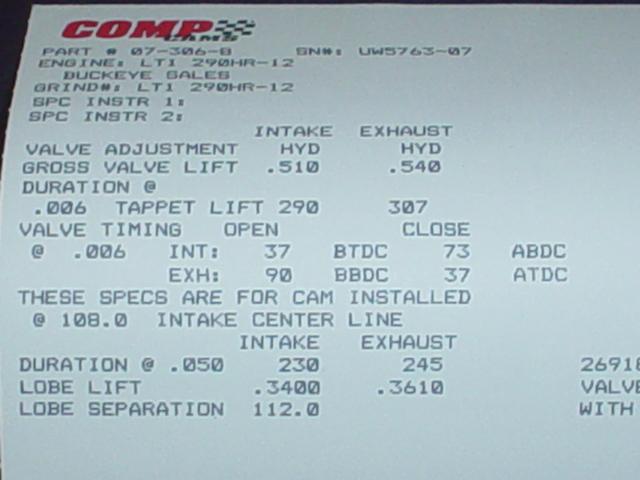 COMP
CAMS
PART # 07-306-8 SN#: UW5763-07
ENGINE: LT1 290HR-12
BUCKEYE SALES
GRIND#: LT1 290HR-12
SPC INSTR 1:
SPC INSTR 2:
INTAKE EXHAUST
VALVE ADJUSTMENT HYD HYD
GROSS VALVE LIFT .510 .540
DURATION @
.006 TAPPET LIFT 290 307
VALVE TIMING OPEN CLOSE
@ .006 INT: 37 BTDC 73 ABDC
EXH: 90 BBDC 37 ATDC
THESE SPECS ARE FOR CAM INSTALLED
@ 108.0 INTAKE CENTER LINE
INTAKE EXHAUST
DURATION @ .050 230 245 26918
LOBE LIFT .3400 .3610 VALVE
LOBE SEPARATION 112.0 WITH